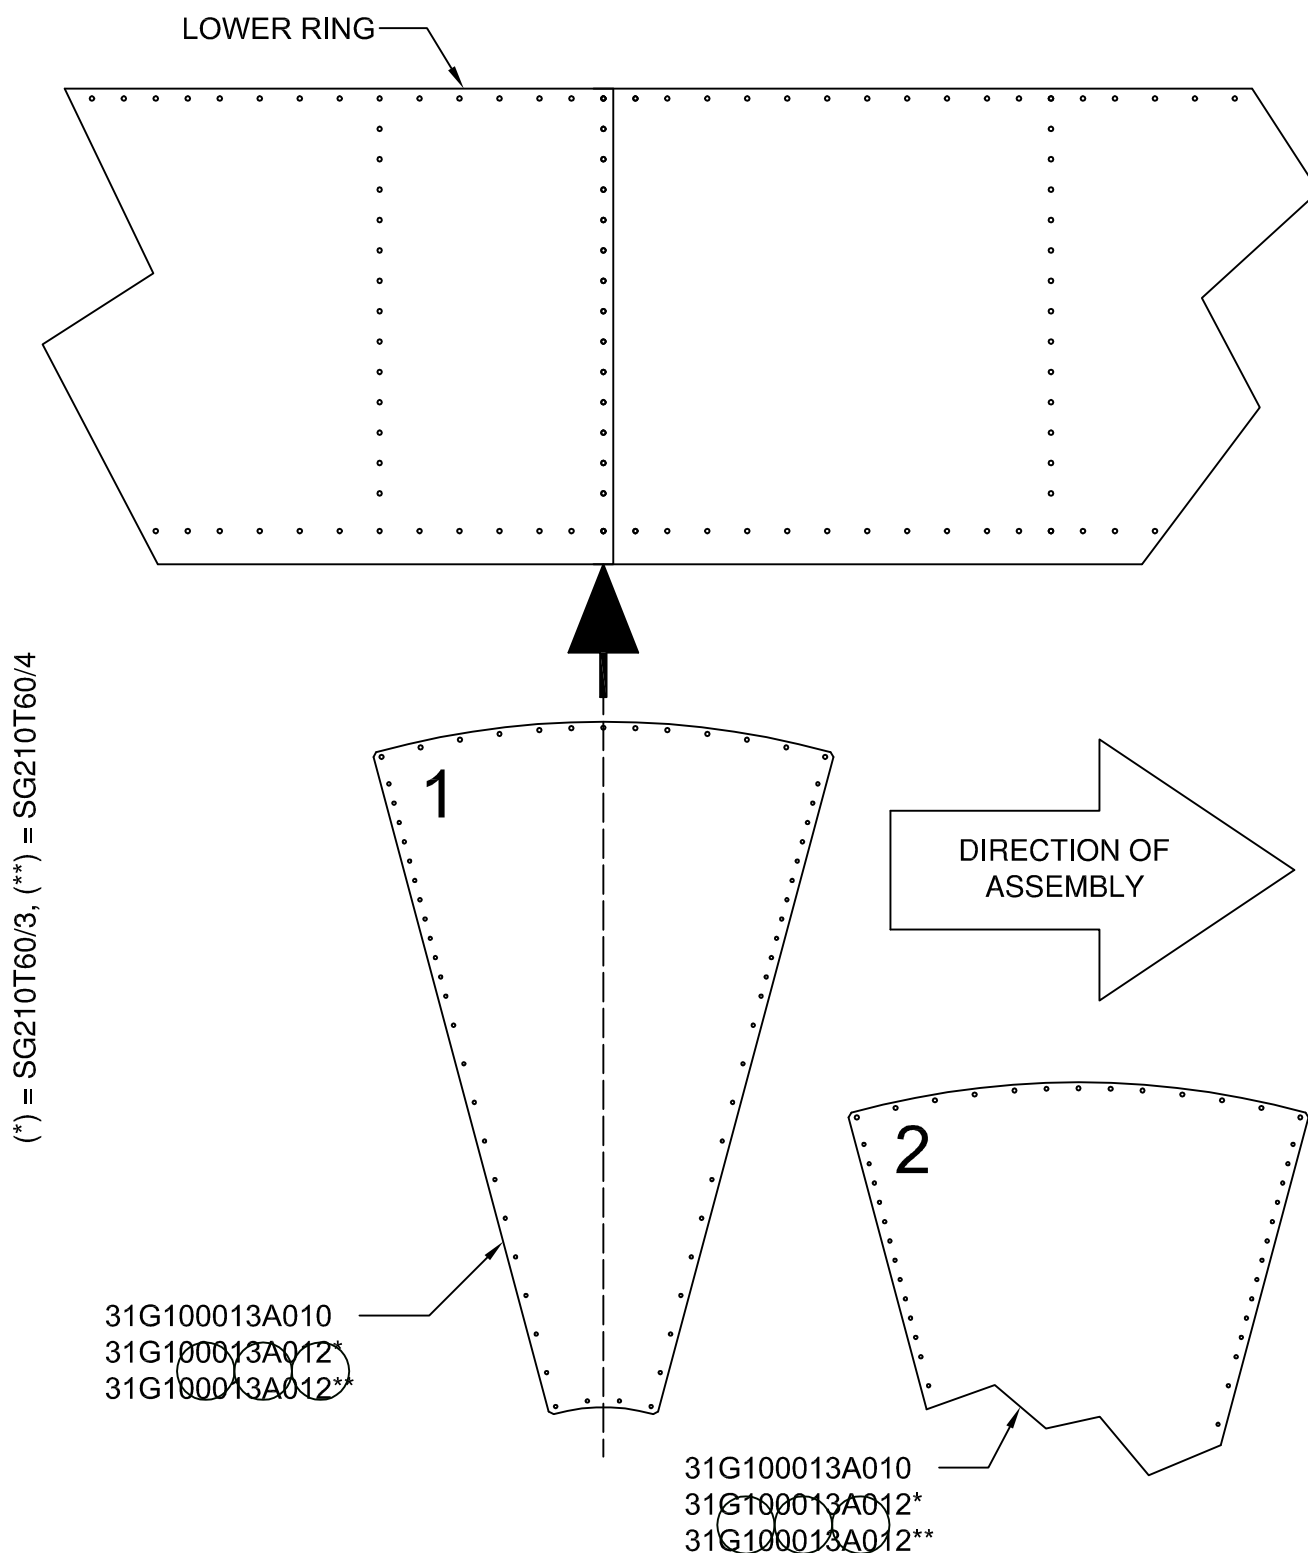 LOWER RING
(*) = SG210T60/3, (**) = SG210T60/4
1
DIRECTION OF
ASSEMBLY
2
31G100013A010
31G100013A012*
31G100013A012**
31G100013A010
31G100013A012*
31G100013A012**